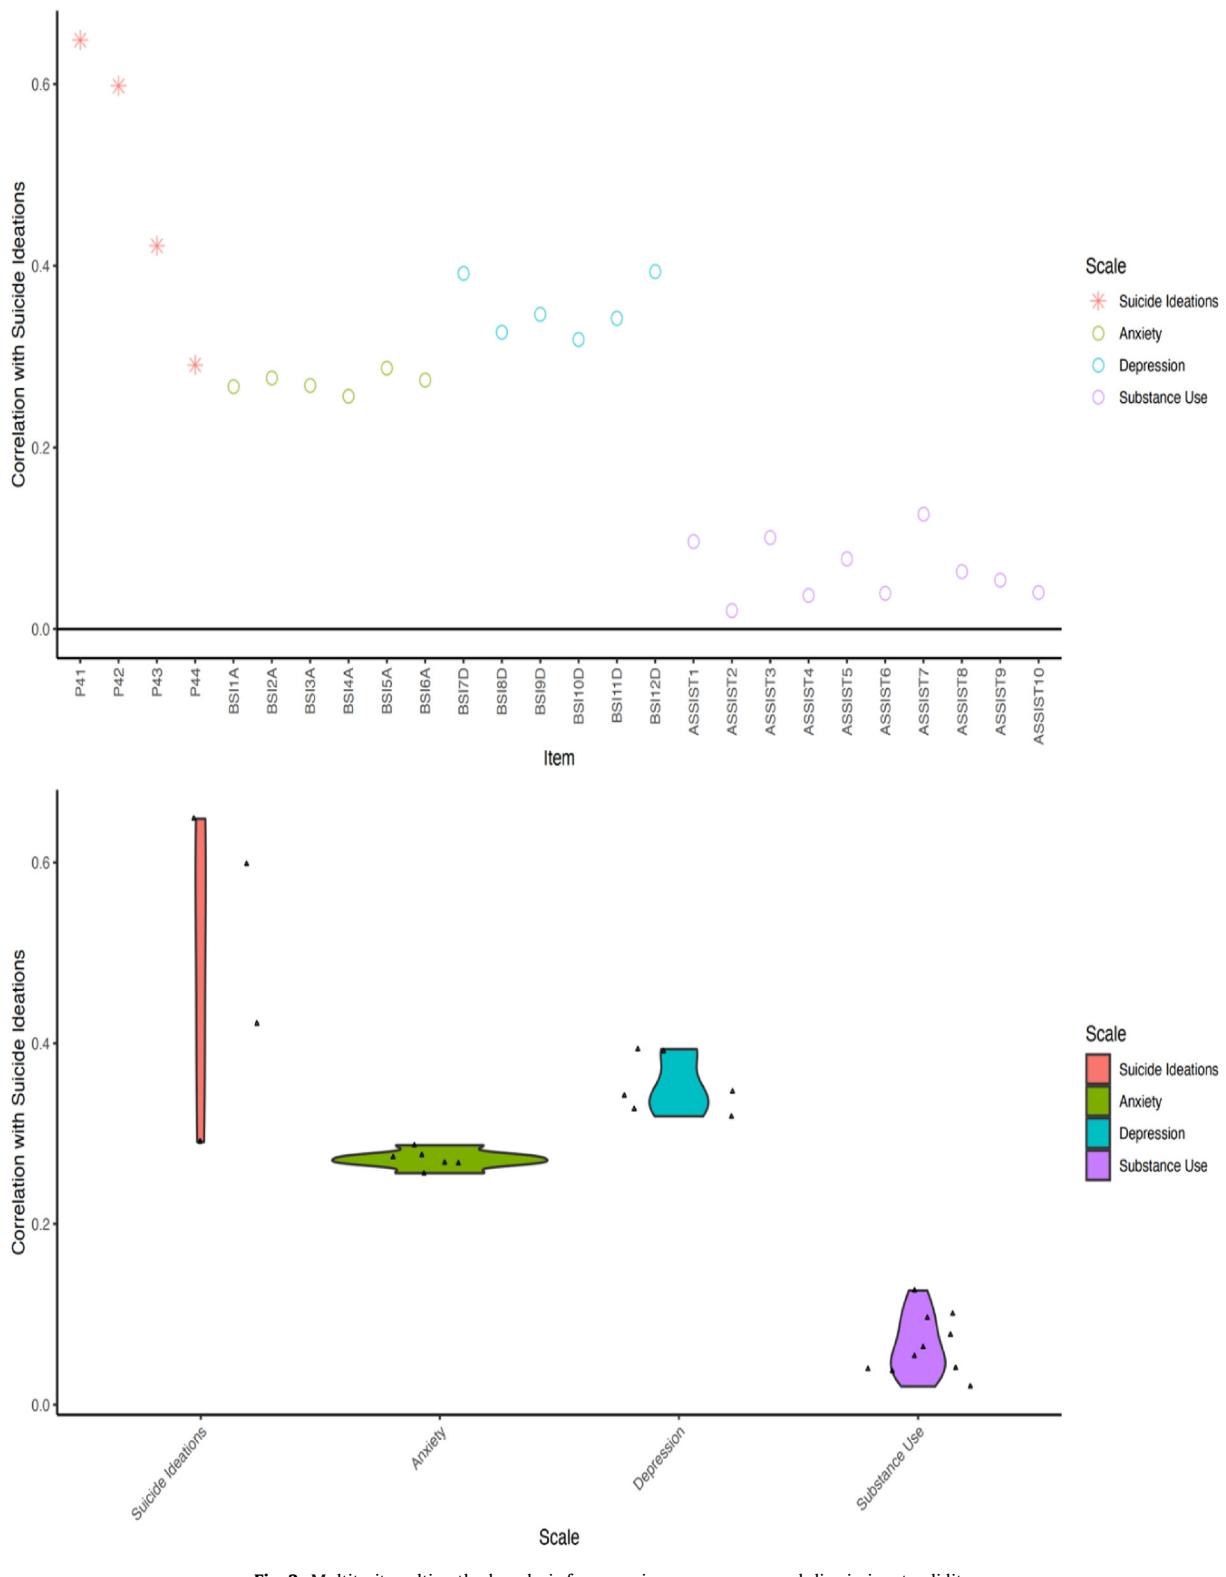 Correlation with Suicide Ideations
0.6
0.4
0.2
0.0
P41
P42
P43
P44
BSI1A
BSI2A
BSI3A
BSI4A
BSI5A
BSI6A
BSI7D
BSI8D
BSI9D
BSI10D
BSI11D
BSI12D
ASSIST1
ASSIST2
ASSIST3
ASSIST4
ASSIST5
ASSIST6
ASSIST7
ASSIST8
ASSIST9
ASSIST10
Item
Scale
Suicide Ideations
Anxiety
Depression
Substance Use
Correlation with Suicide Ideations
0.6
0.4
0.2
0.0
Suicide Ideations
Anxiety
Depression
Substance Use
Scale
Scale
Suicide Ideations
Anxiety
Depression
Substance Use